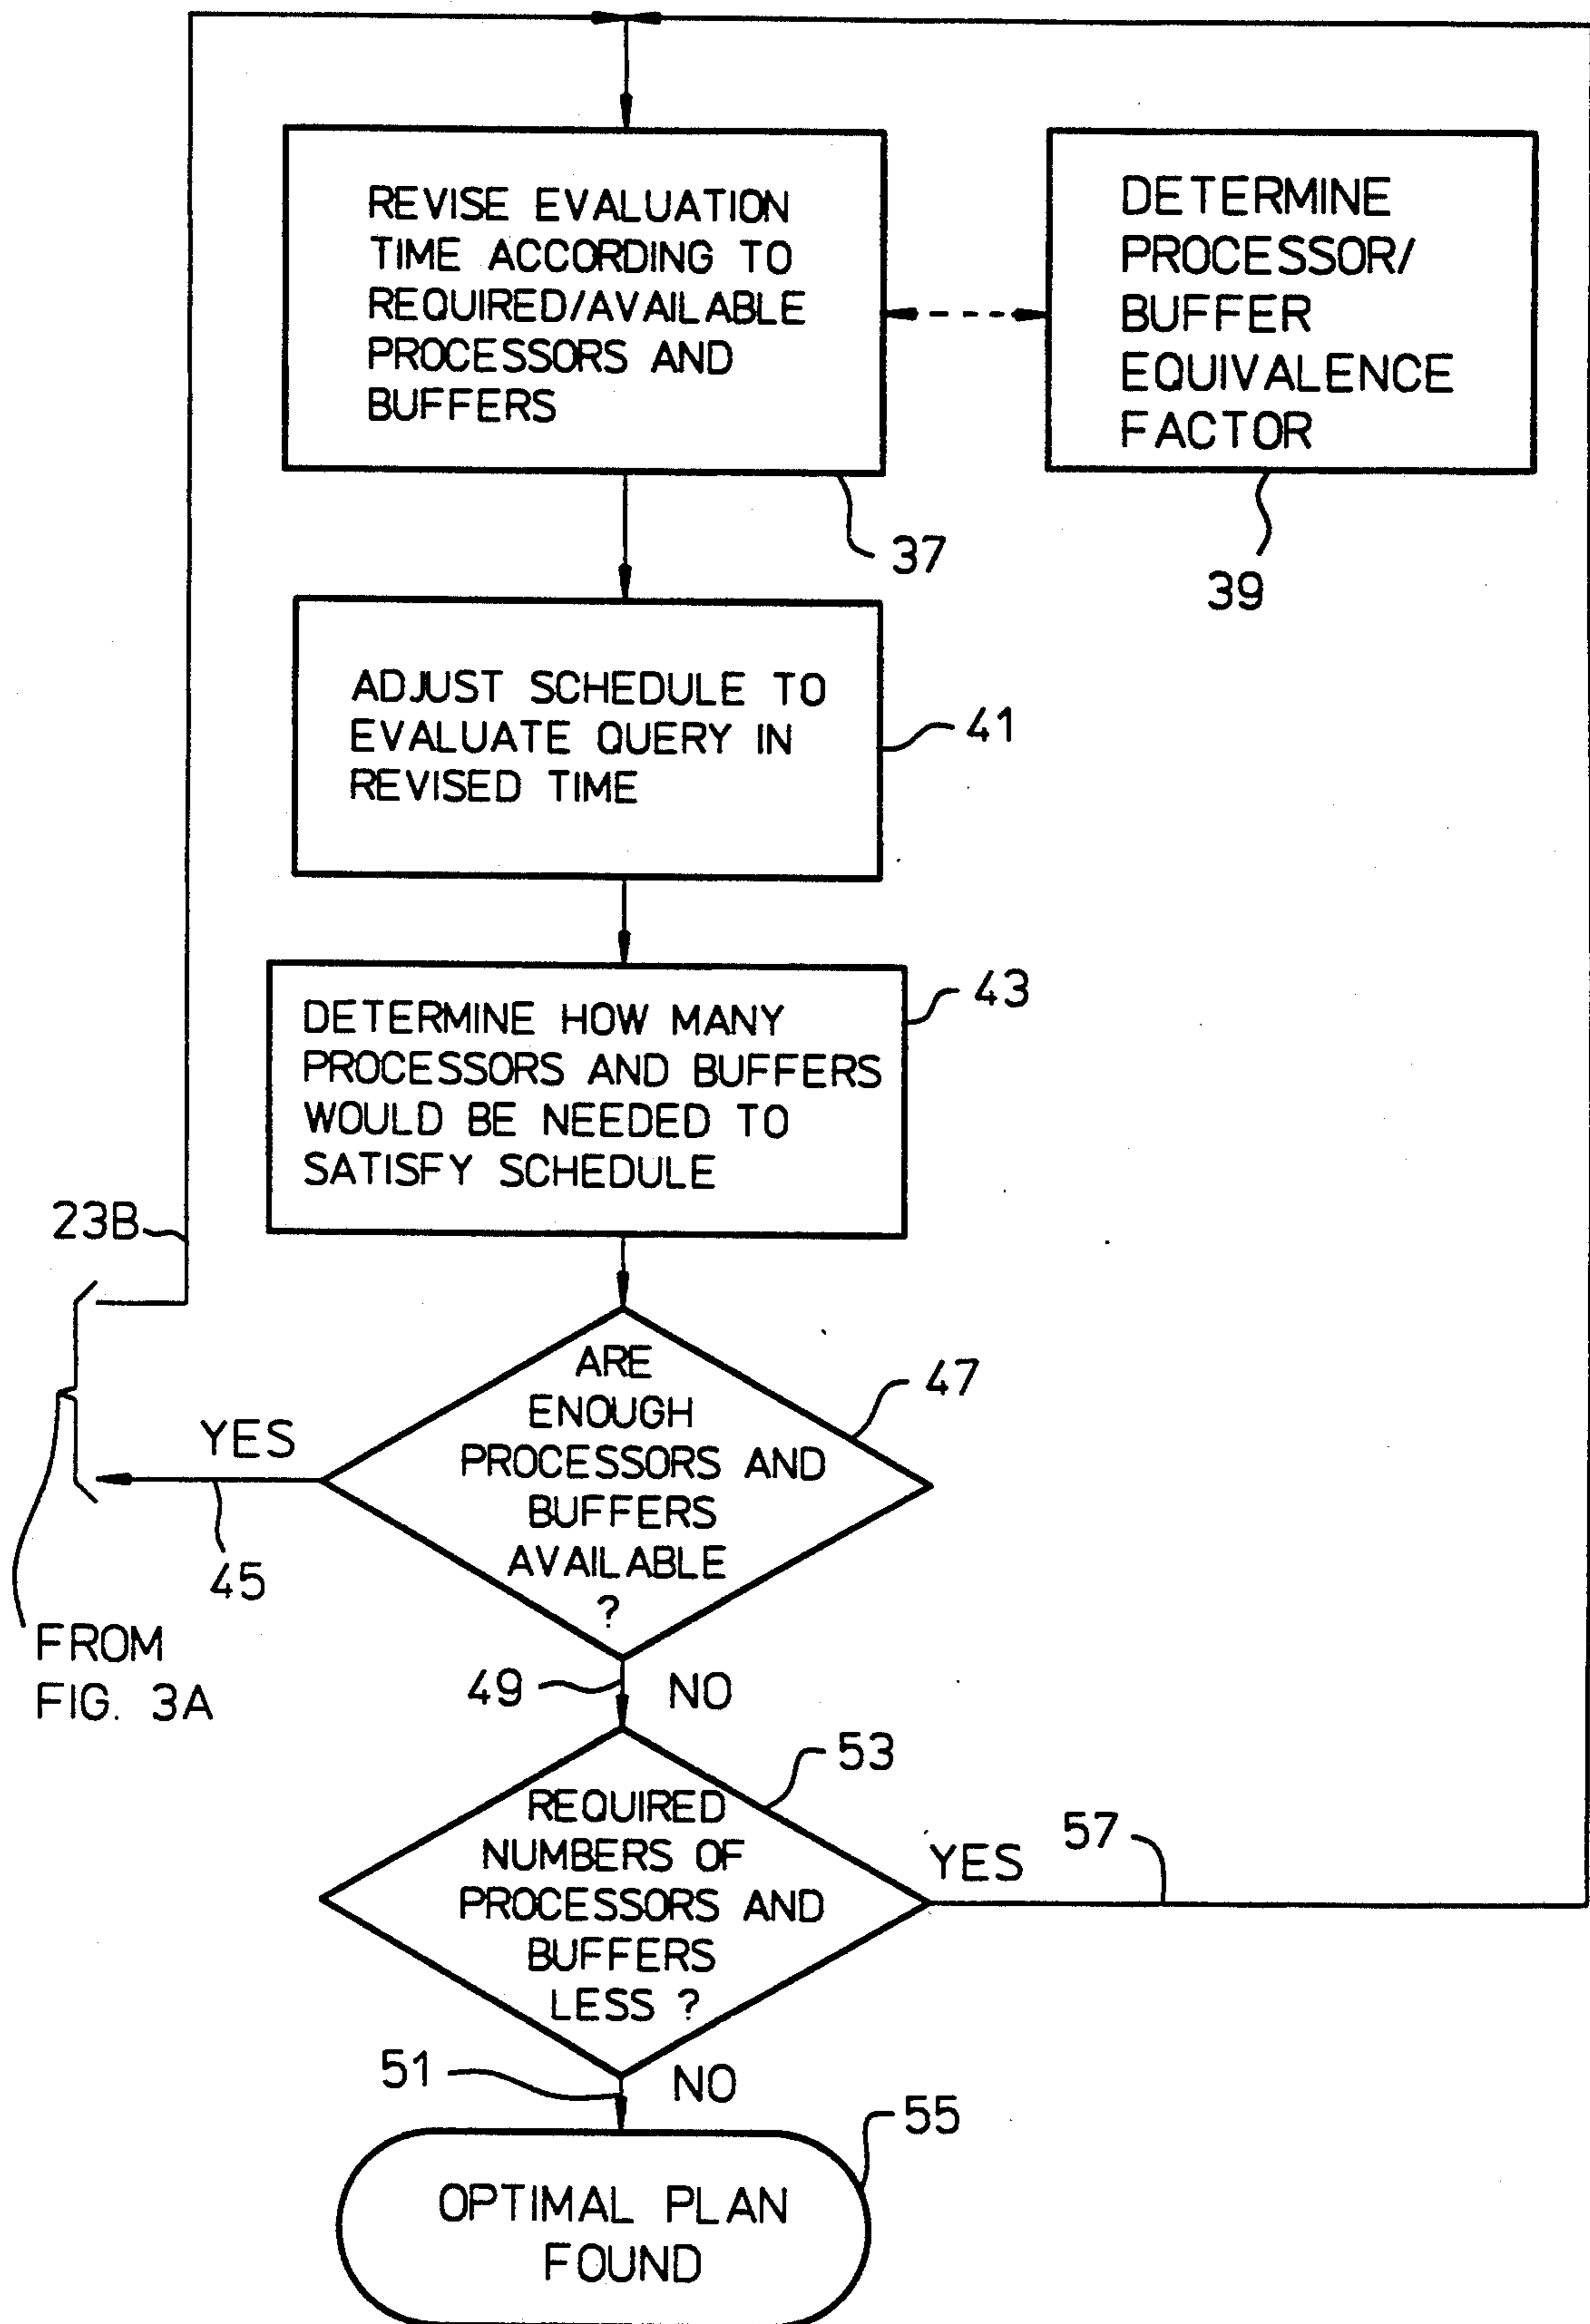 REVISE EVALUATION
TIME ACCORDING TO
REQUIRED/AVAILABLE
PROCESSORS AND
BUFFERS
37
DETERMINE
PROCESSOR/
BUFFER
EQUIVALENCE
FACTOR
39
ADJUST SCHEDULE TO
EVALUATE QUERY IN
REVISED TIME
41
DETERMINE HOW MANY
PROCESSORS AND BUFFERS
WOULD BE NEEDED TO
SATISFY SCHEDULE
43
23B
ARE
ENOUGH
PROCESSORS AND
BUFFERS
AVAILABLE
?
47
YES
45
FROM
FIG. 3A
49
NO
REQUIRED
NUMBERS OF
PROCESSORS AND
BUFFERS
LESS ?
53
YES
57
51
NO
OPTIMAL PLAN
FOUND
55